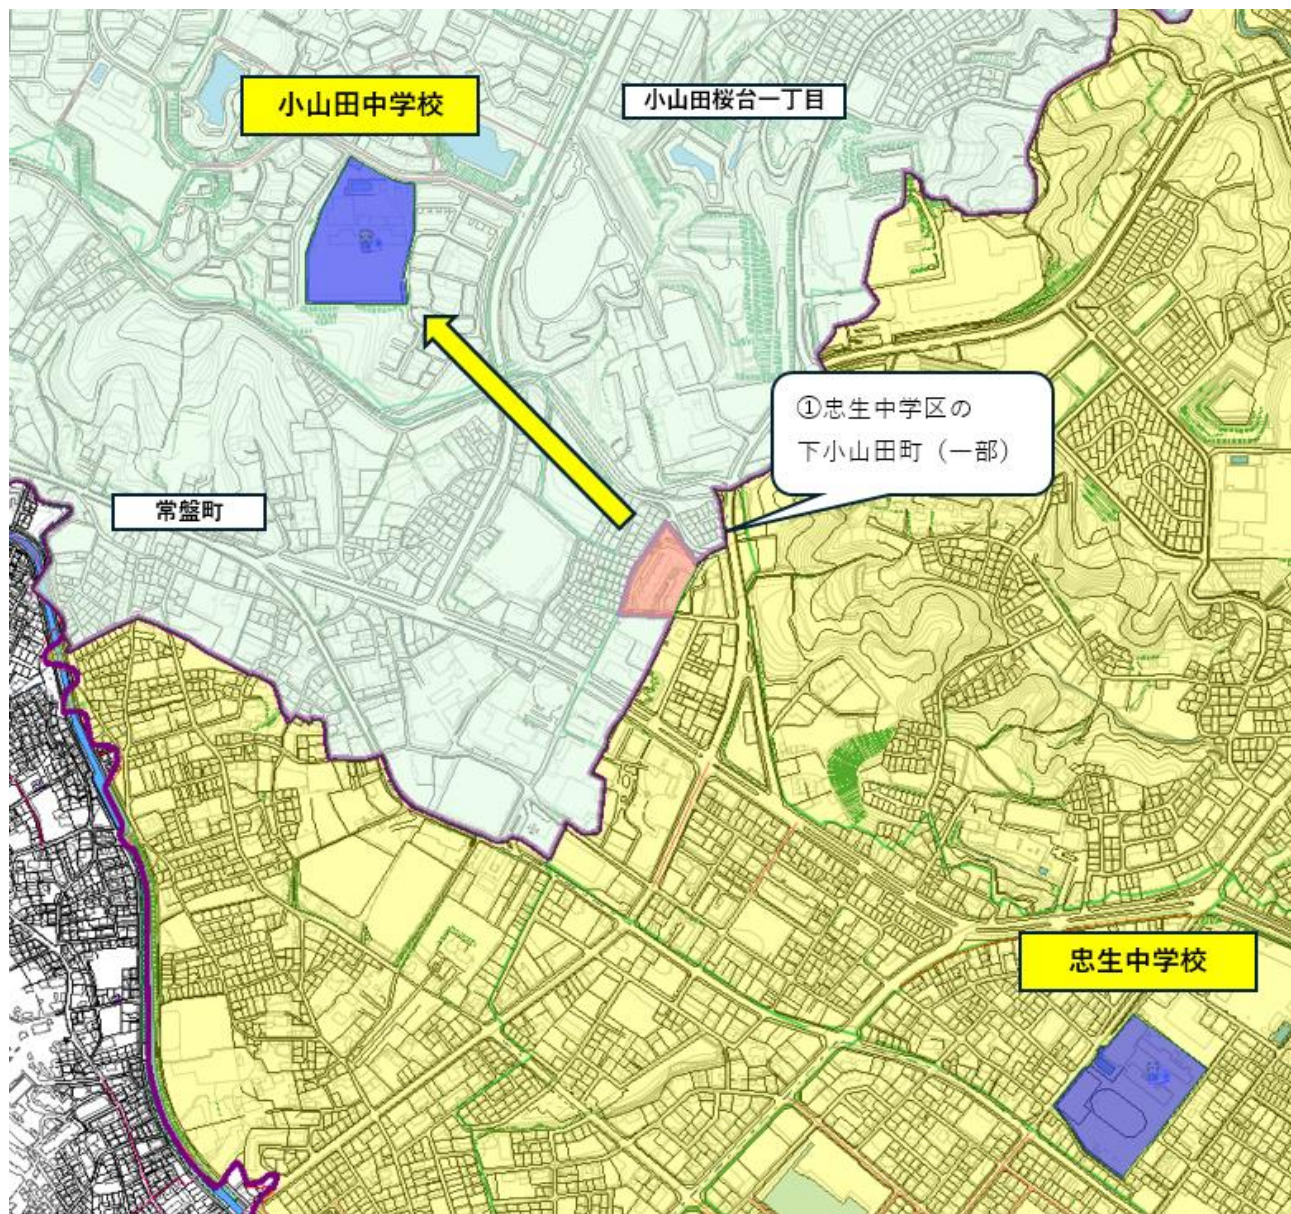 小山田中学校
小山田桜台一丁目
①忠生中学区の
下小山田町（一部）
常盤町
忠生中学校